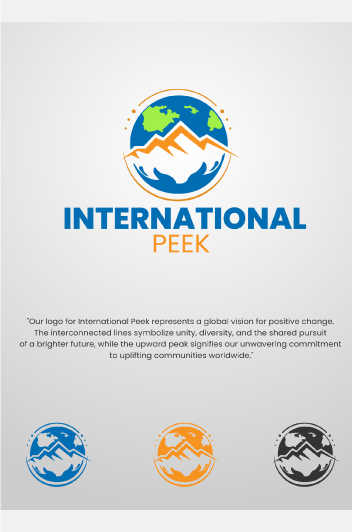 INTERNATIONAL
PEEK
"Our logo for International Peek represents a global vision for positive change.
The interconnected lines symbolize unity, diversity, and the shared pursuit
of a brighter future, while the upward peak signifies our unwavering commitment
to uplifting communities worldwide."